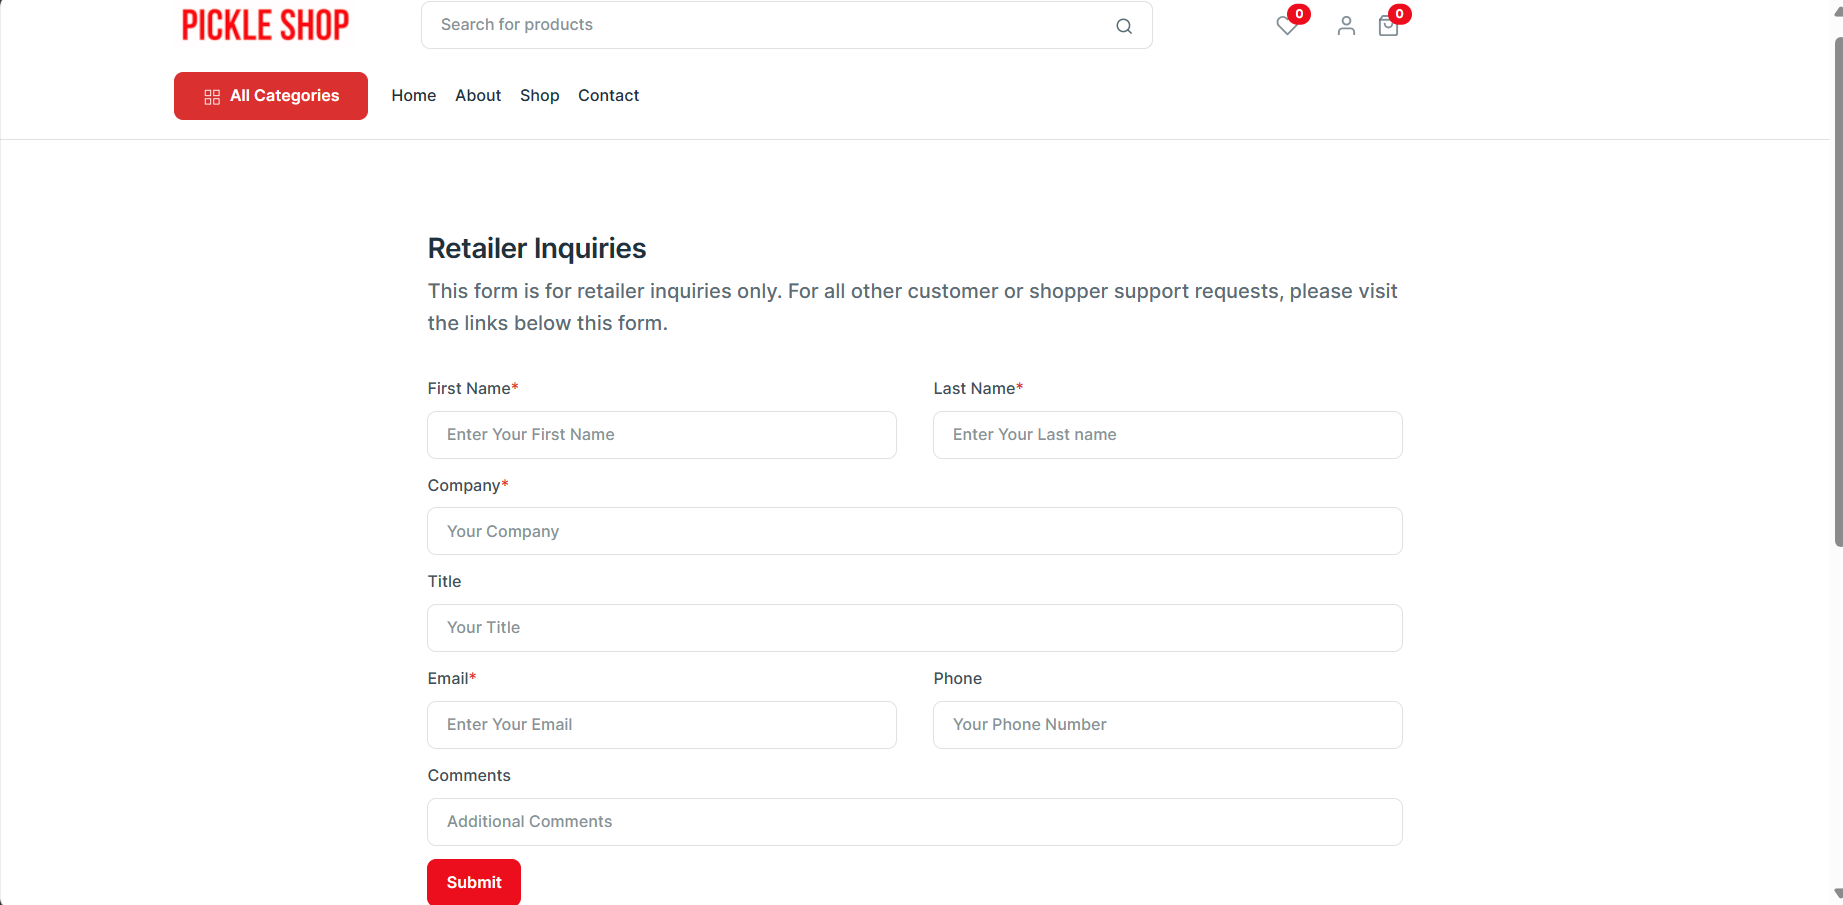 PICKLE SHOP
Search for products
0
0
All Categories
Home
About
Shop
Contact
Retailer Inquiries
This form is for retailer inquiries only. For all other customer or shopper support requests, please visit
the links below this form.
First Name*
Last Name*
Enter Your First Name
Enter Your Last name
Company*
Your Company
Title
Your Title
Email*
Phone
Enter Your Email
Your Phone Number
Comments
Additional Comments
Submit